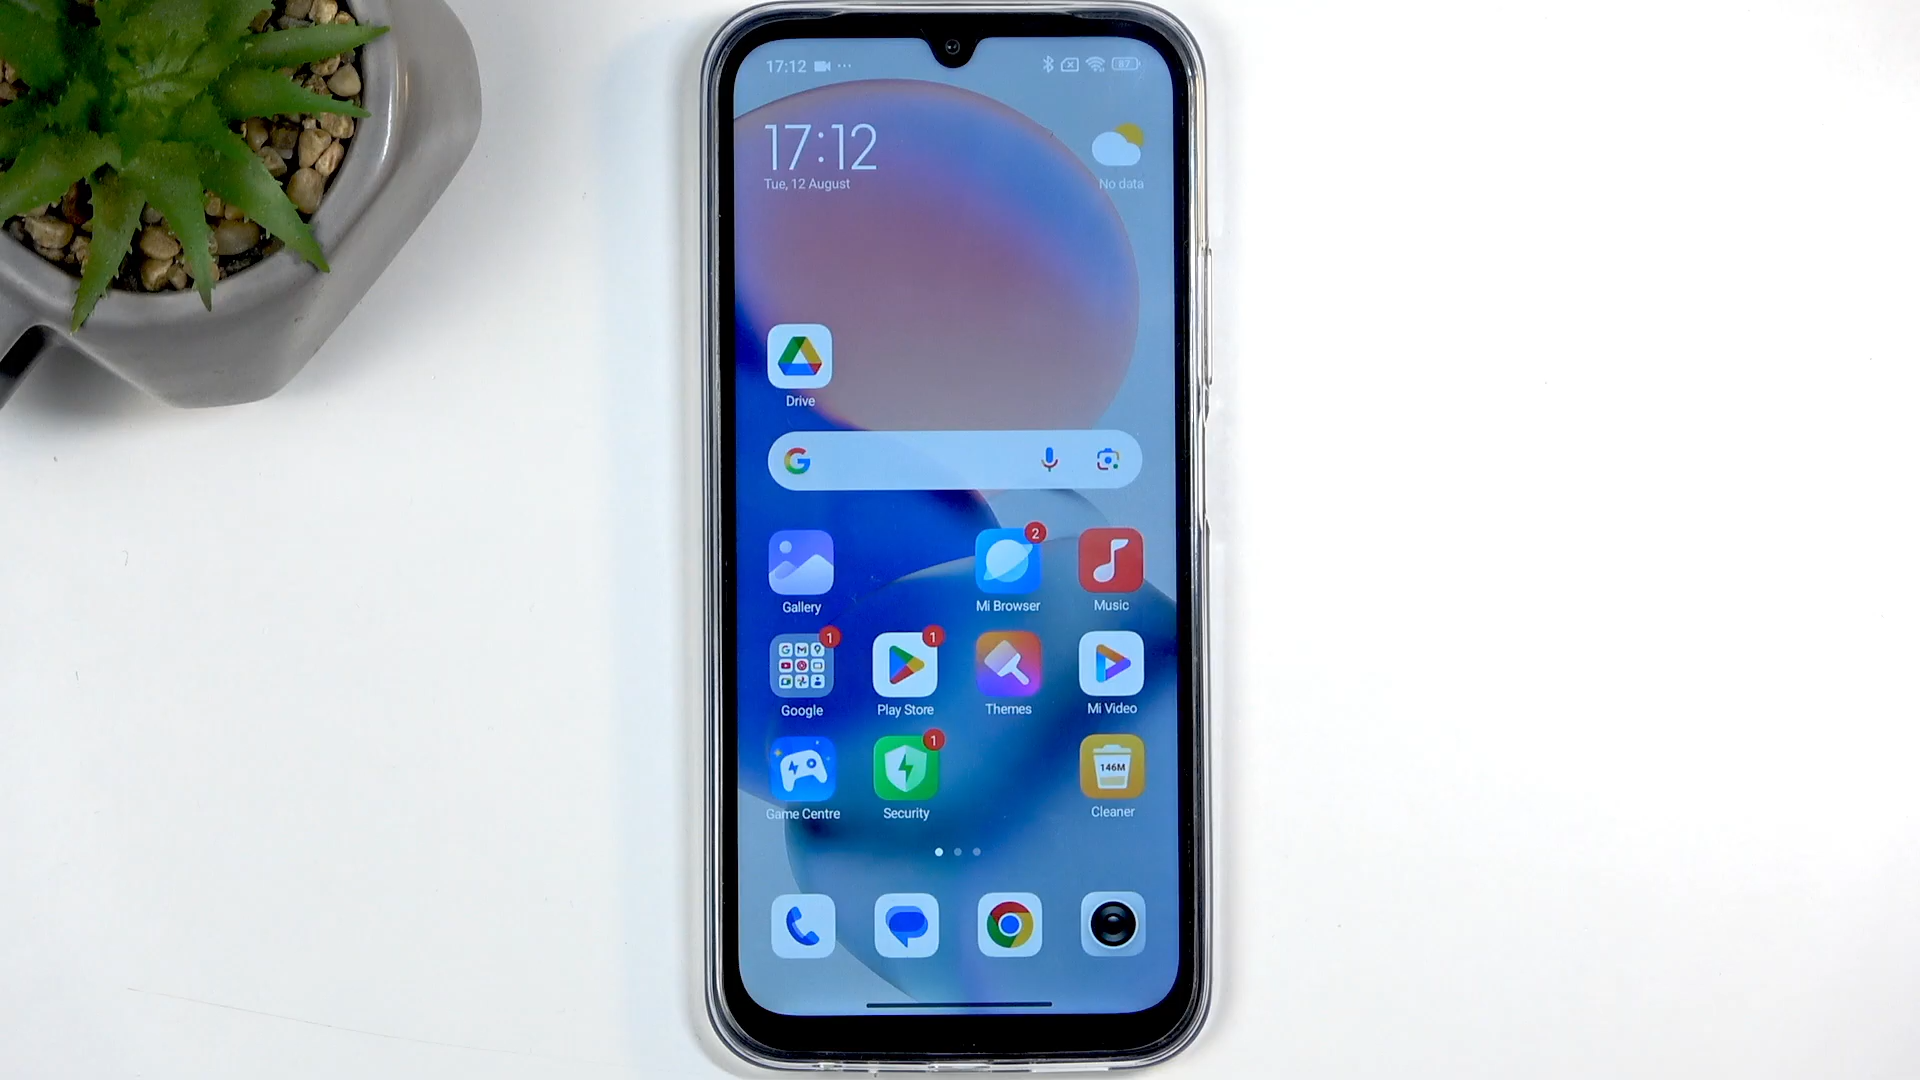 17:12 ···
87
17:12
Tue, 12 August
No data
Drive
G
2
Gallery
Mi Browser
Music
1
1
Google
Play Store
Themes
Mi Video
1
146M
Game Centre
Security
Cleaner